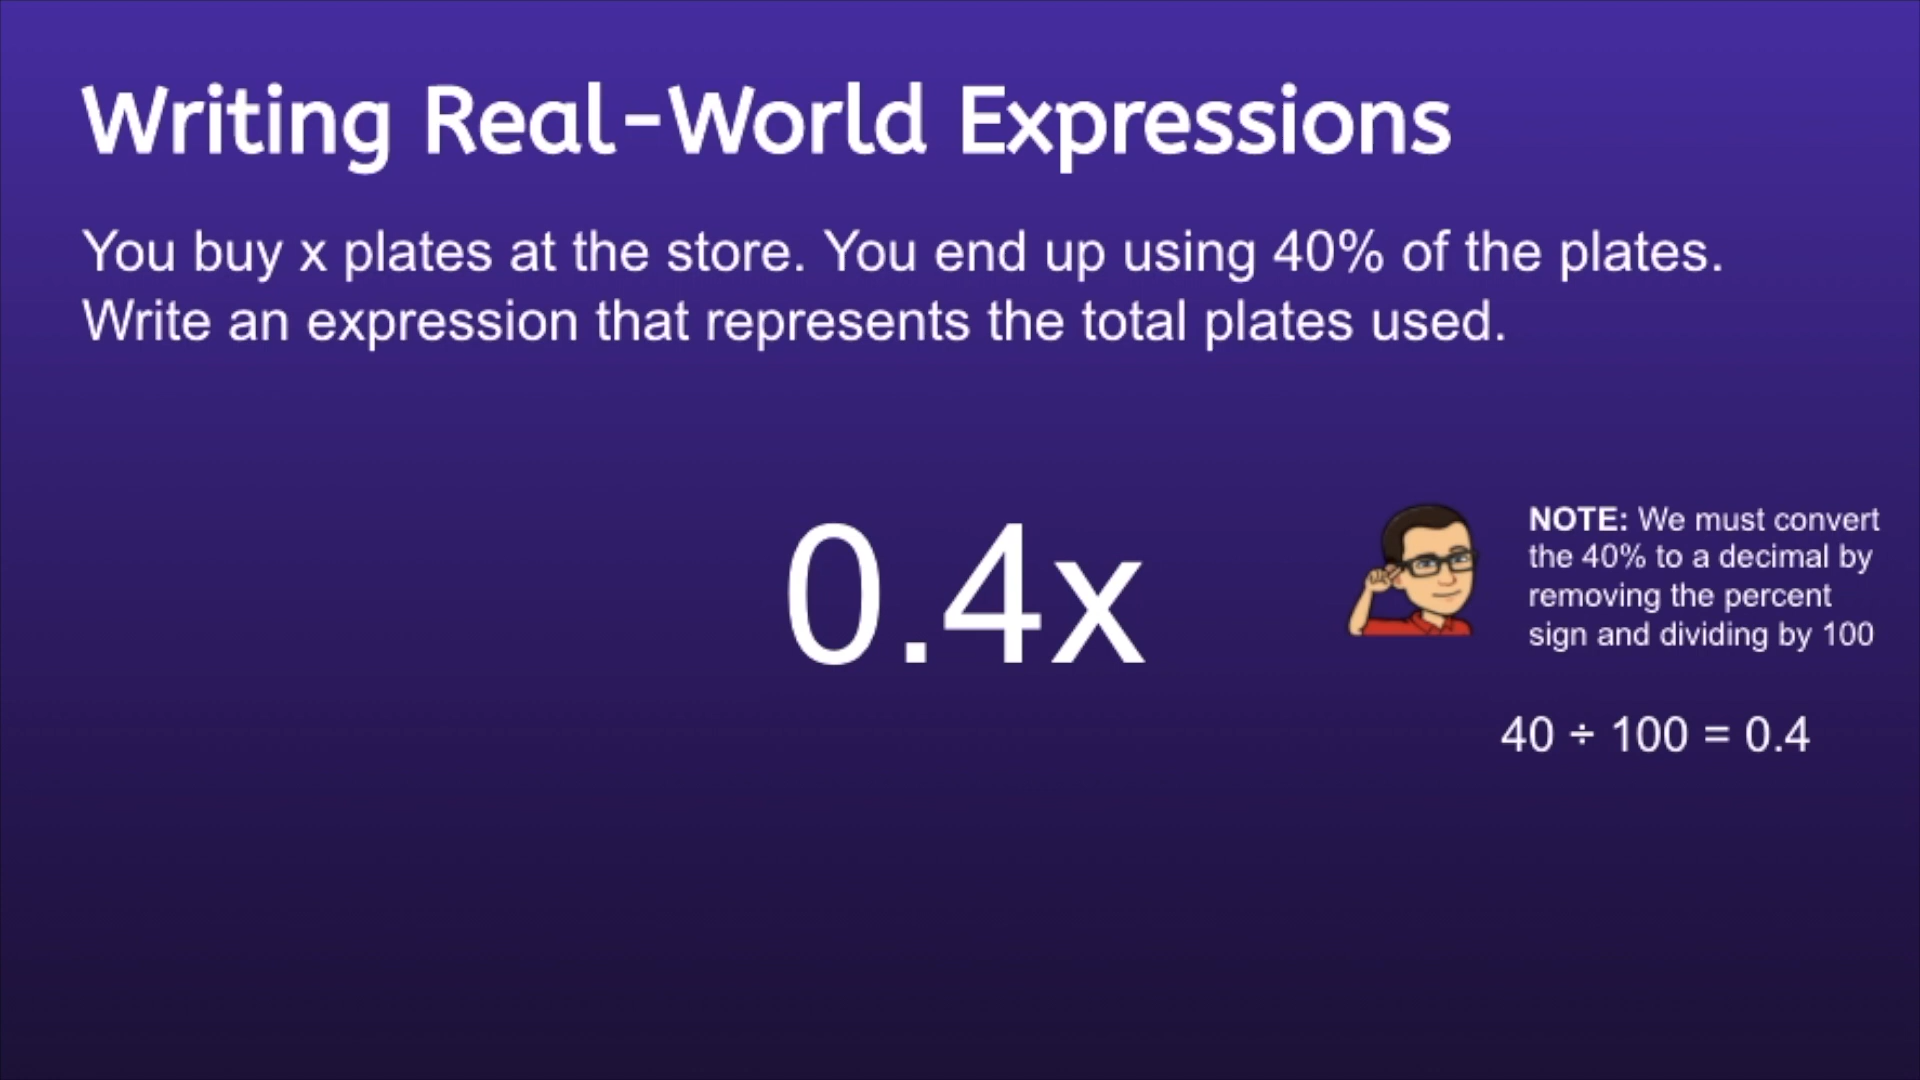 Writing Real-World Expressions
You buy x plates at the store. You end up using 40% of the plates.
Write an expression that represents the total plates used.
0.4x
NOTE: We must convert
the 40% to a decimal by
removing the percent
sign and dividing by 100
40 ÷ 100 = 0.4